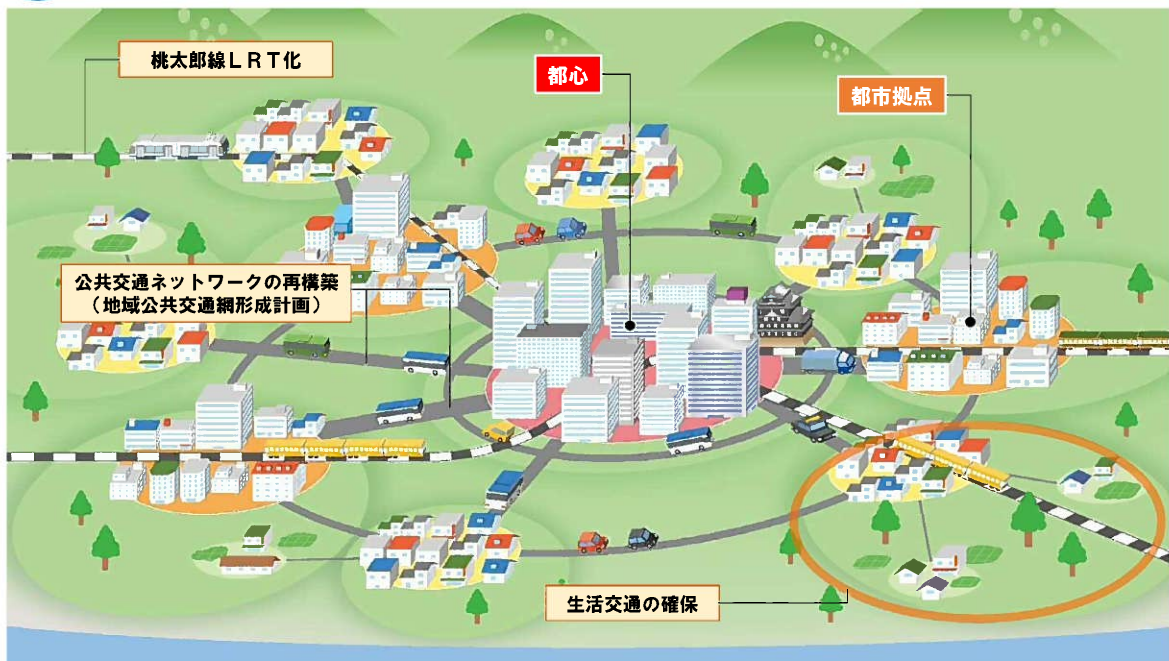 桃太郎線LRT化
都心
都市拠点
公共交通ネットワークの再構築
(地域公共交通網形成計画)
生活交通の確保